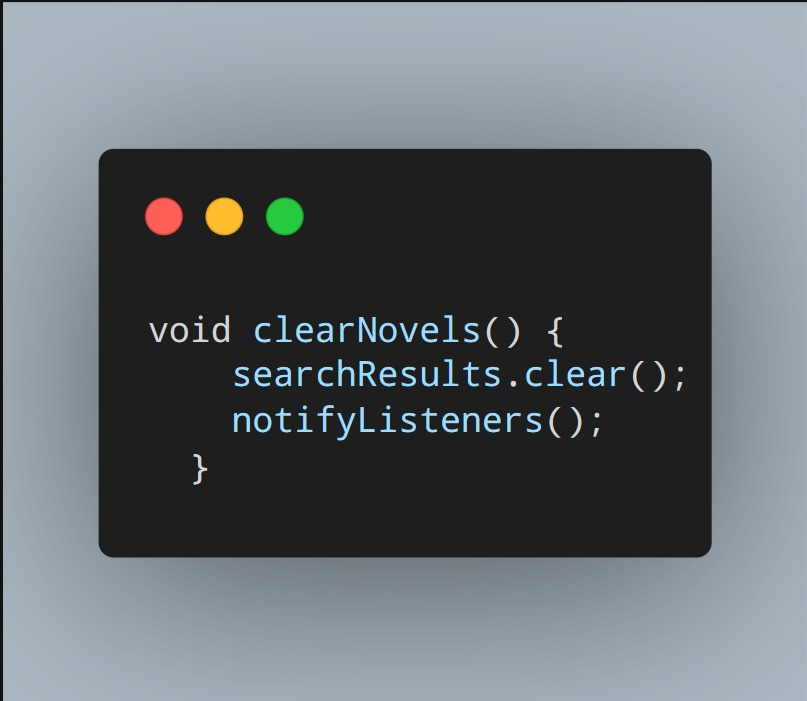 void clearNovels() {
    searchResults.clear();
    notifyListeners();
  }